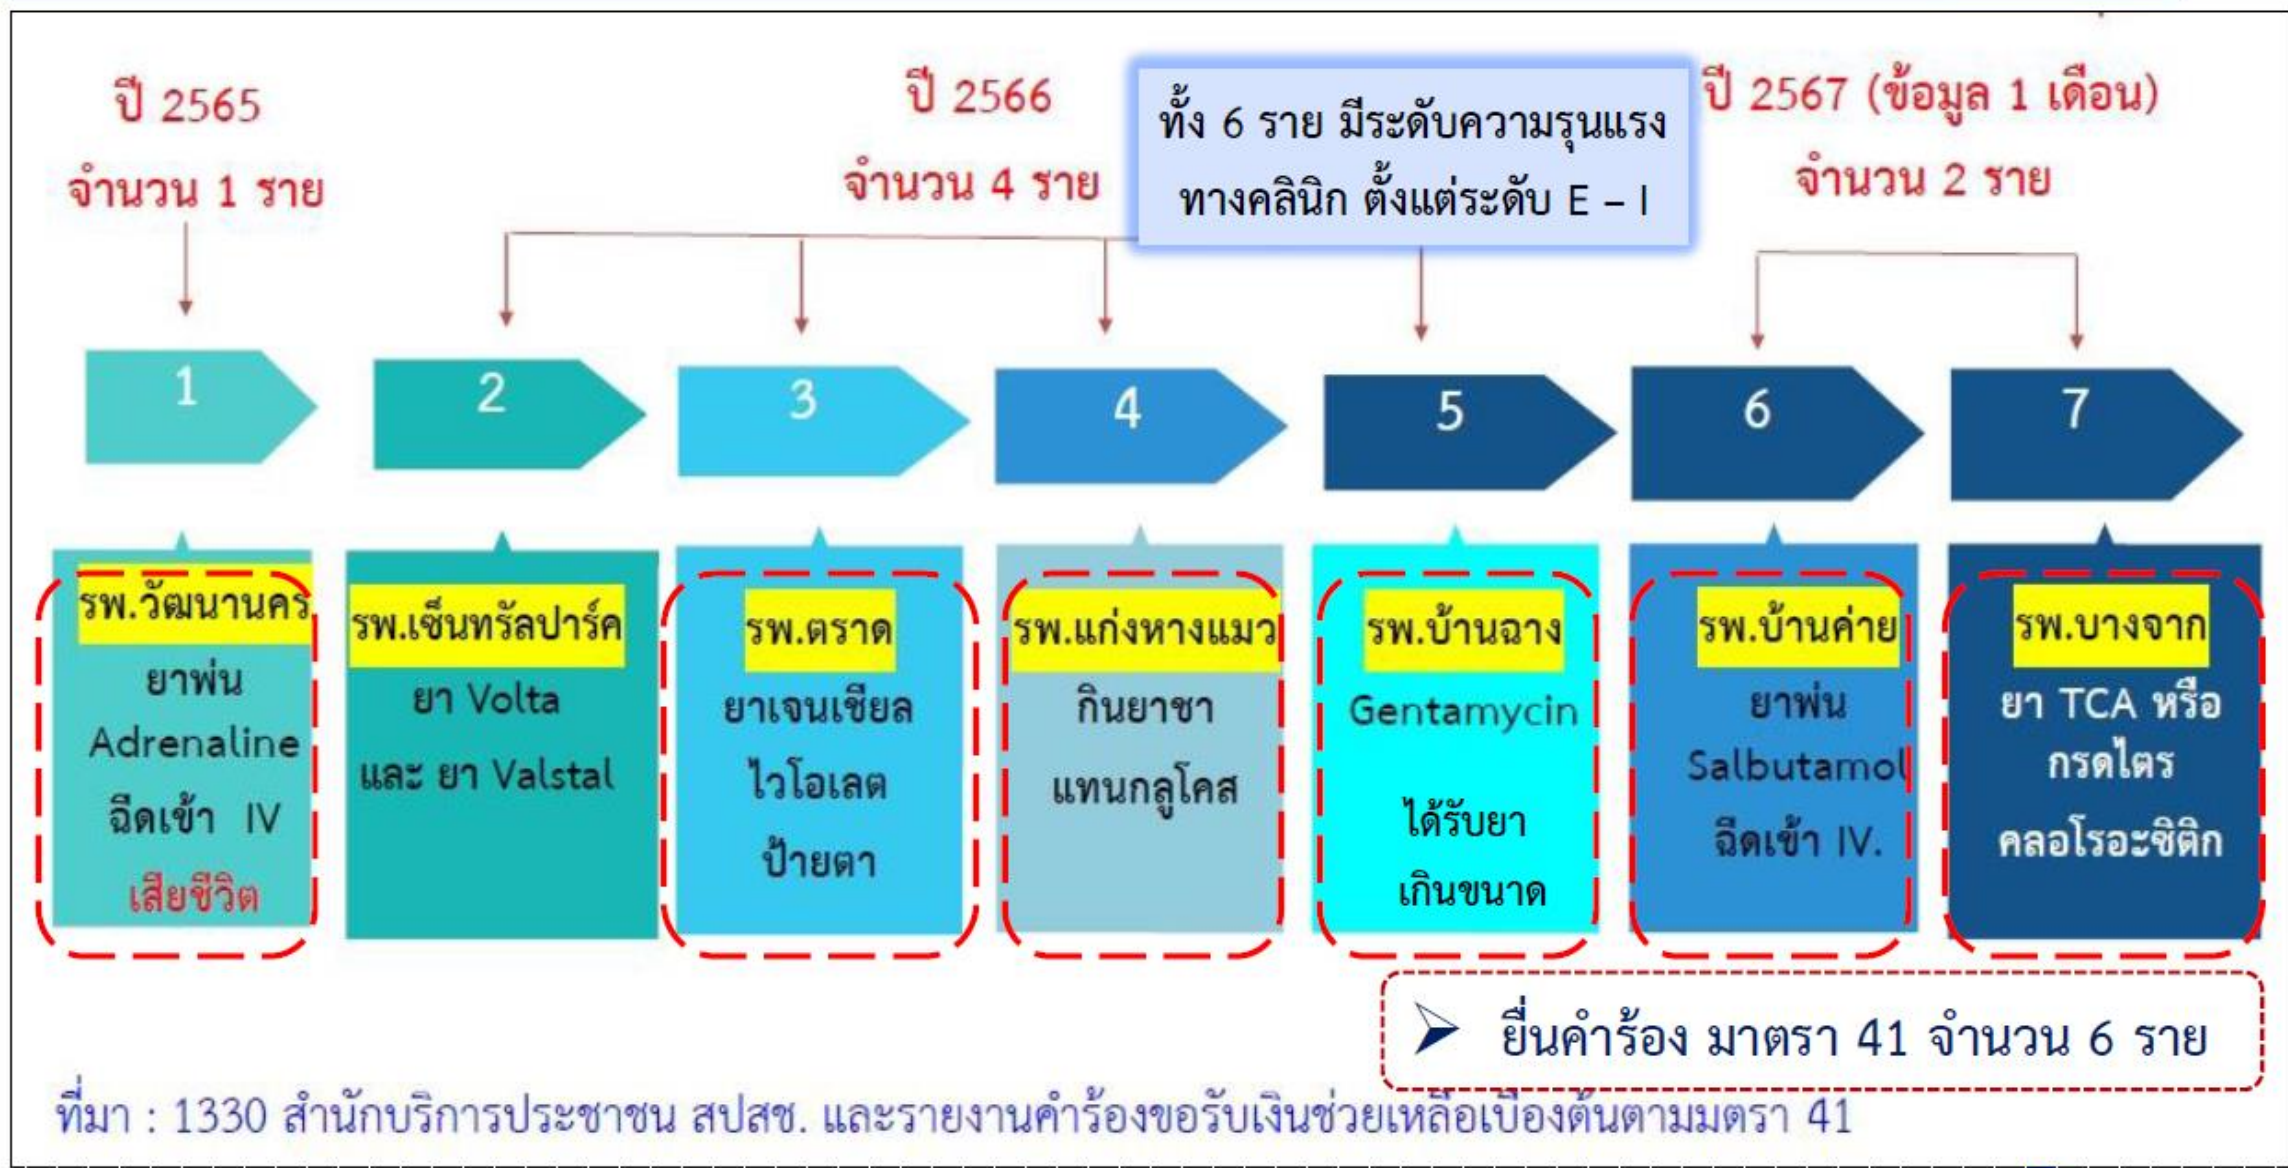 ปี 2565
จำนวน 1 ราย
ปี 2566
จำนวน 4 ราย
ทั้ง 6 ราย มีระดับความรุนแรง
ทางคลินิก ตั้งแต่ระดับ E – I
ปี 2567 (ข้อมูล 1 เดือน)
จำนวน 2 ราย
1
2
3
4
5
6
7
รพ.วัฒนานคร
ยาพ่น
Adrenaline
ฉีดเข้า IV
เสียชีวิต
รพ.เซ็นทรัลปาร์ค
ยา Volta
และ ยา Valstal
รพ.ตราด
ยาเจนเชียล
ไวโอเลต
ป้ายตา
รพ.แก่งหางแมว
กินยาชา
แทนกลูโคส
รพ.บ้านฉาง
Gentamycin
ได้รับยา
เกินขนาด
รพ.บ้านค่าย
ยาพ่น
Salbutamol
ฉีดเข้า IV.
รพ.บางจาก
ยา TCA หรือ
กรดไตร
คลอโรอะซิติก
➢ ยื่นคำร้อง มาตรา 41 จำนวน 6 ราย
ที่มา : 1330 สำนักบริการประชาชน สปสช. และรายงานคำร้องขอรับเงินช่วยเหลือเบื้องต้นตามมตรา 41